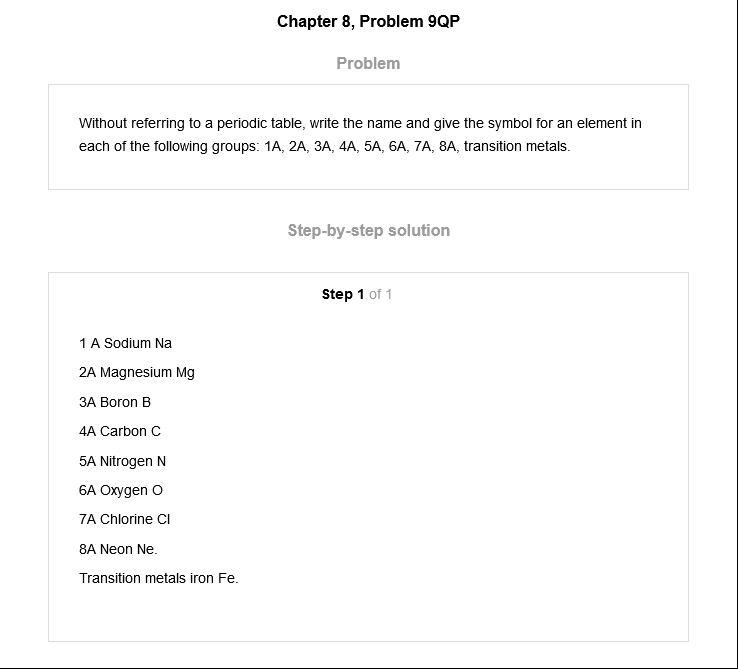 Chapter 8, Problem 9QP
Problem
Without referring to a periodic table, write the name and give the symbol for an element in
each of the following groups: 1A, 2A, 3A, 4A, 5A, 6A, 7A, 8A, transition metals.
Step-by-step solution
Step 1 of 1
1 A Sodium Na
2A Magnesium Mg
3A Boron B
4A Carbon C
5A Nitrogen N
6A Oxygen O
7A Chlorine Cl
8A Neon Ne.
Transition metals iron Fe.